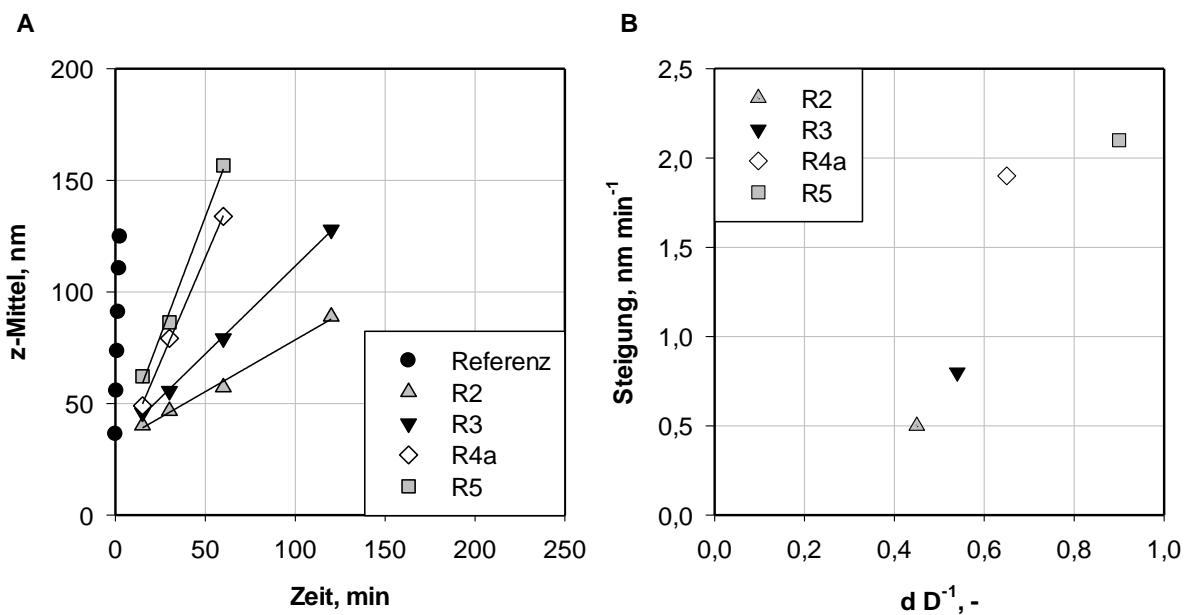 A
200
150
100
50
0
z-Mittel, nm
0 50 100 150 200 250
Zeit, min
Referenz
R2
R3
R4a
R5
B
2,5
2,0
1,5
1,0
0,5
0,0
Steigung, nm min⁻¹
0,0 0,2 0,4 0,6 0,8 1,0
d D⁻¹, -
R2
R3
R4a
R5